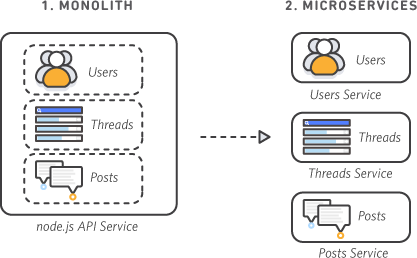 1. MONOLITH
Users
Threads
Posts
node.js API Service
2. MICROSERVICES
Users
Users Service
Threads
Threads Service
Posts
Posts Service